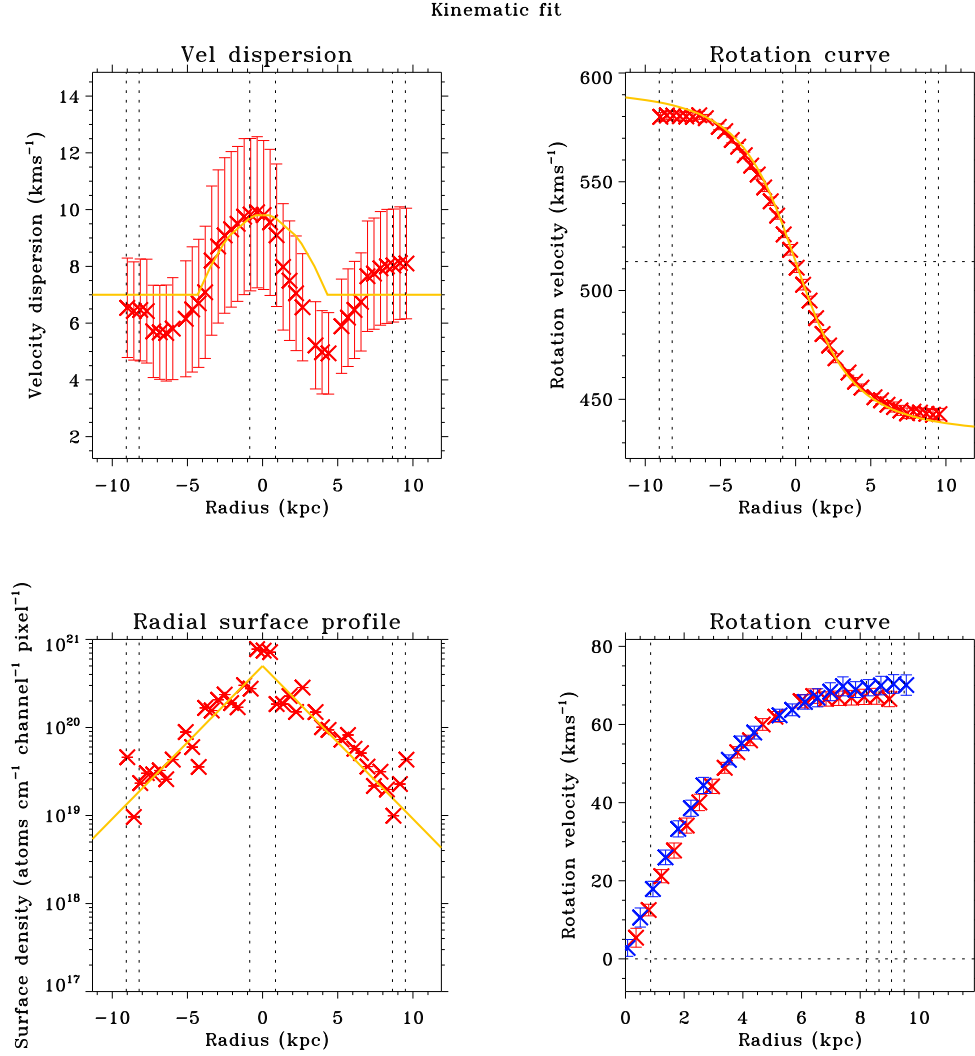 Kinematic fit
Vel dispersion
Velocity dispersion (kms⁻¹)
14
12
10
8
6
4
2
−10 −5 0 5 10
Radius (kpc)
Rotation curve
Rotation velocity (kms⁻¹)
600
550
500
450
−10 −5 0 5 10
Radius (kpc)
Radial surface profile
Surface density (atoms cm⁻¹ channel⁻¹ pixel⁻¹)
10²¹
10²⁰
10¹⁹
10¹⁸
10¹⁷
−10 −5 0 5 10
Radius (kpc)
Rotation curve
Rotation velocity (kms⁻¹)
80
60
40
20
0
0 2 4 6 8 10
Radius (kpc)